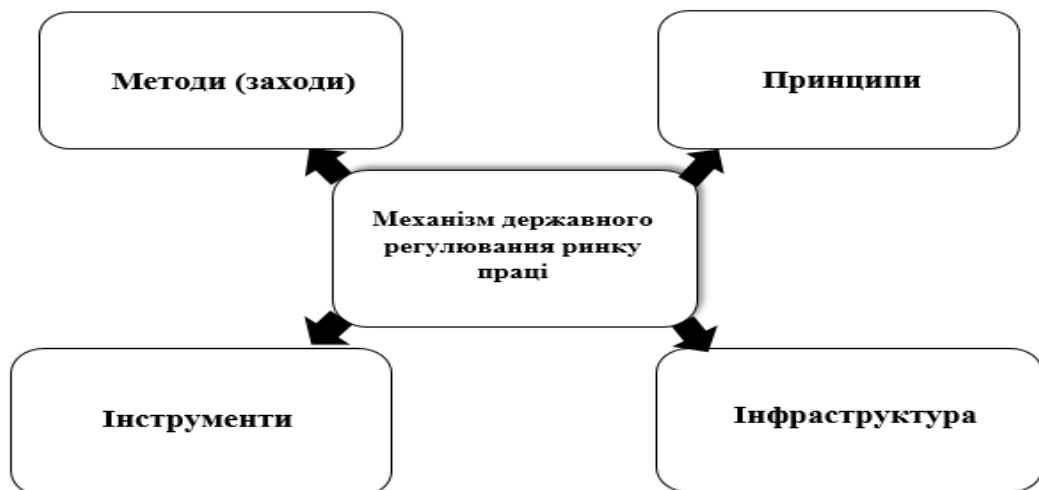 Методи (заходи)
Принципи
Механізм державного
регулювання ринку
праці
Інструменти
Інфраструктура